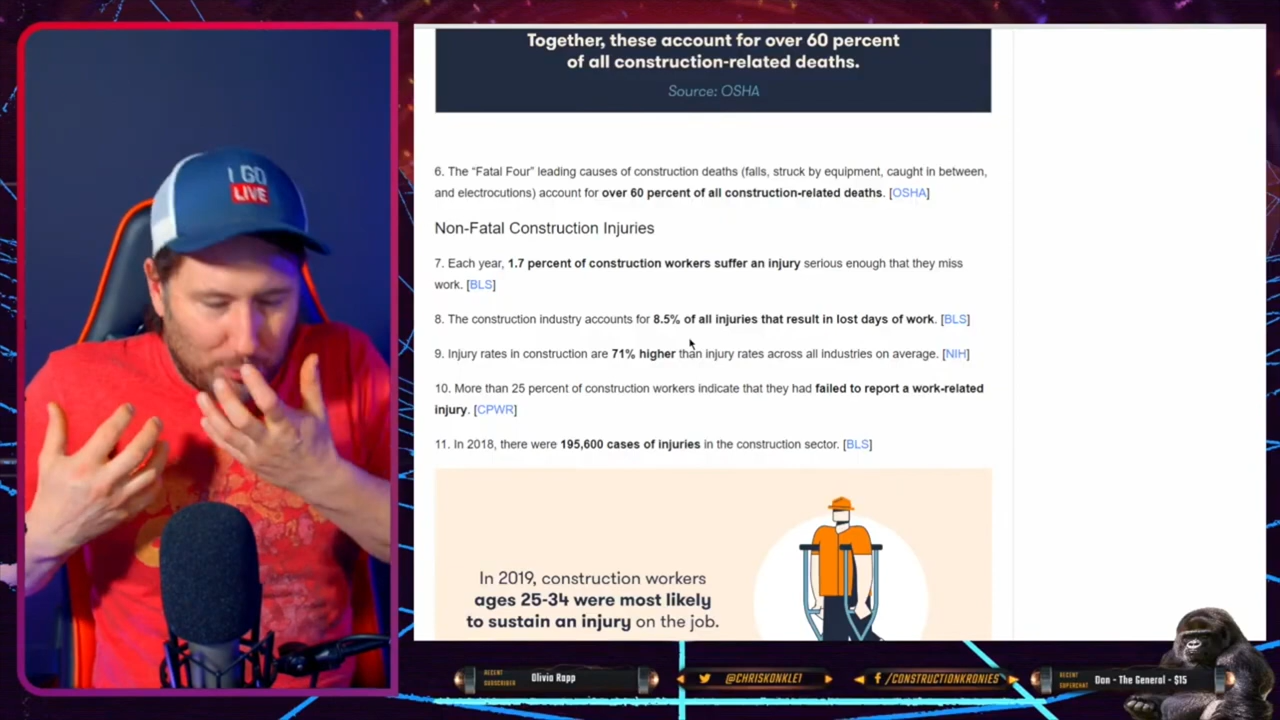 I GO
LIVE
Together, these account for over 60 percent
of all construction-related deaths.
Source: OSHA
6. The “Fatal Four” leading causes of construction deaths (falls, struck by equipment, caught in between,
and electrocutions) account for over 60 percent of all construction-related deaths. [OSHA]
Non-Fatal Construction Injuries
7. Each year, 1.7 percent of construction workers suffer an injury serious enough that they miss
work. [BLS]
8. The construction industry accounts for 8.5% of all injuries that result in lost days of work. [BLS]
9. Injury rates in construction are 71% higher than injury rates across all industries on average. [NIH]
10. More than 25 percent of construction workers indicate that they had failed to report a work-related
injury. [CPWR]
11. In 2018, there were 195,600 cases of injuries in the construction sector. [BLS]
In 2019, construction workers
ages 25-34 were most likely
to sustain an injury on the job.
RECENT
SUBSCRIBER
Olivia Rapp
@CHRISKONKLE1
/CONSTRUCTIONKRONIES
RECENT
SUPERCHAT
Don - The General - $15